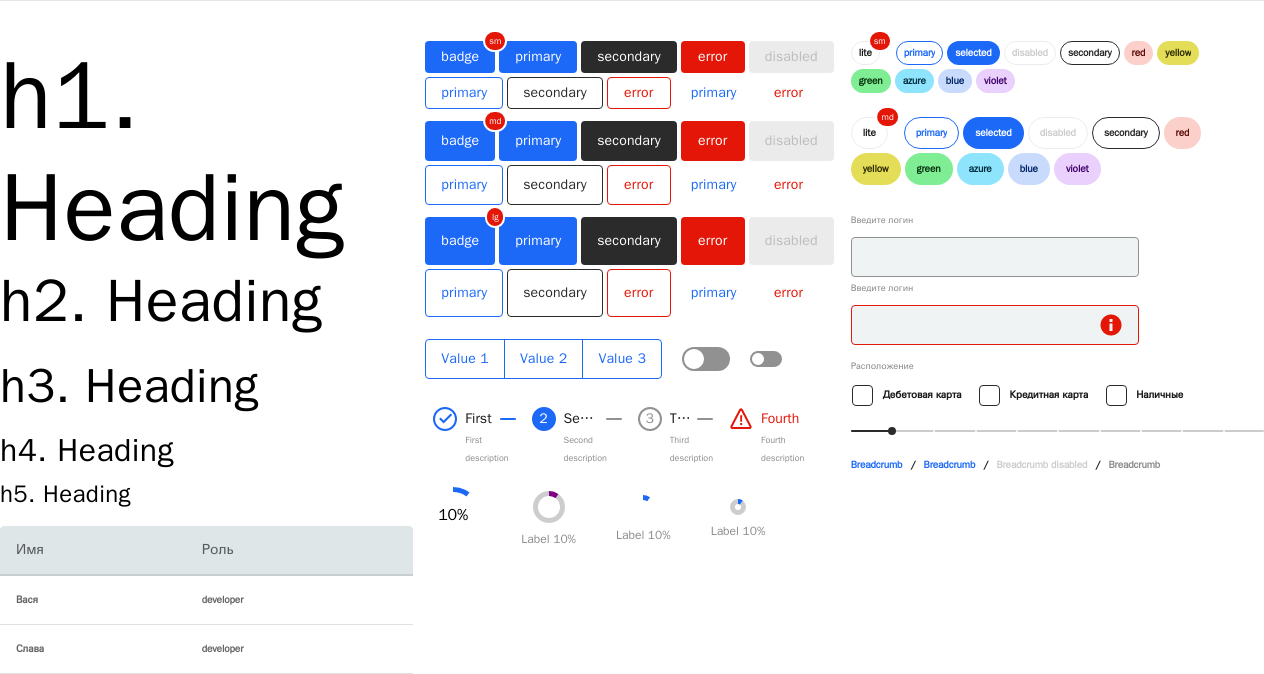 h1.
Heading
h2. Heading
h3. Heading
h4. Heading
h5. Heading
Имя Роль
Вася developer
Слава developer
sm
badge primary secondary error disabled
primary secondary error primary error
md
badge primary secondary error disabled
primary secondary error primary error
lg
badge primary secondary error disabled
primary secondary error primary error
Value 1 Value 2 Value 3
First 2 Se··· 3 T··· Fourth
First Second Third Fourth
description description description description
10%
Label 10% Label 10% Label 10%
sm
lite primary selected disabled secondary red yellow
green azure blue violet
md
lite primary selected disabled secondary red
yellow green azure blue violet
Введите логин
Введите логин
Расположение
Дебетовая карта Кредитная карта Наличные
Breadcrumb / Breadcrumb / Breadcrumb disabled / Breadcrumb